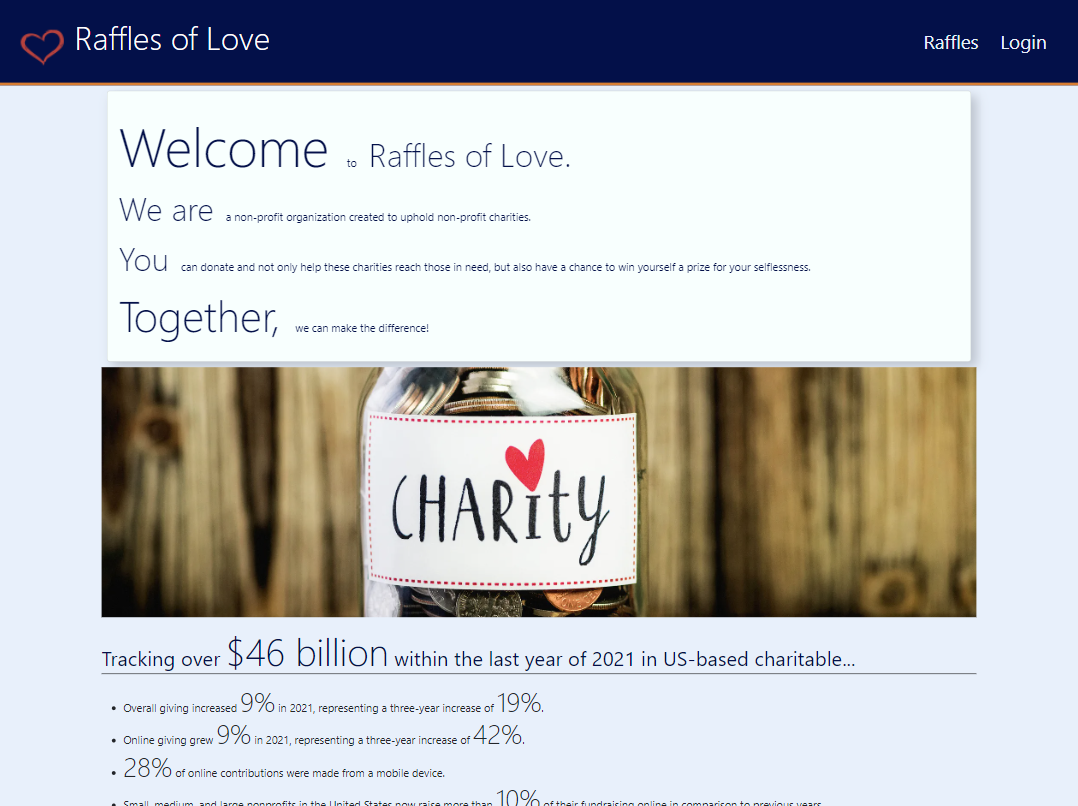 Raffles of Love
Raffles Login
Welcome to Raffles of Love.
We are a non-profit organization created to uphold non-profit charities.
You can donate and not only help these charities reach those in need, but also have a chance to win yourself a prize for your selflessness.
Together, we can make the difference!
CHARITY
Tracking over $46 billion within the last year of 2021 in US-based charitable...
• Overall giving increased 9% in 2021, representing a three-year increase of 19%.
• Online giving grew 9% in 2021, representing a three-year increase of 42%.
• 28% of online contributions were made from a mobile device.
• Small, medium, and large nonprofits in the United States now raise more than 10% of their fundraising online in comparison to previous years.